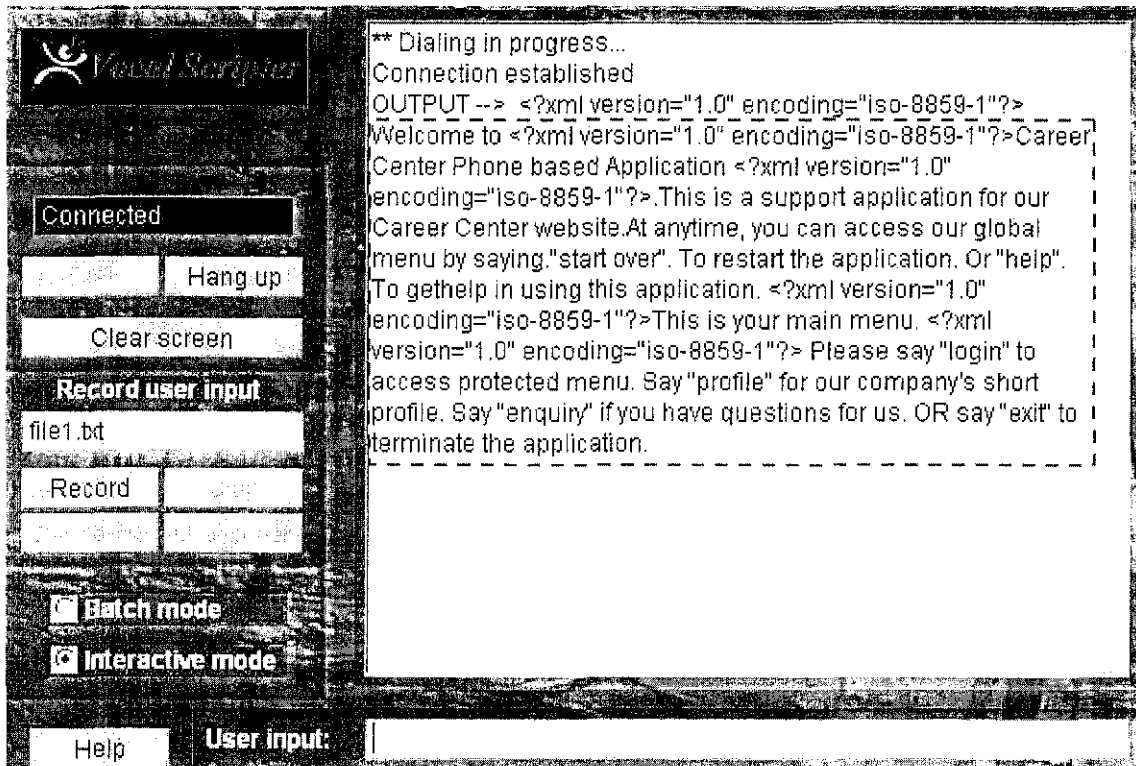 Vocal Scripter
Connected
Hang up
Clear screen
Record user input
file1.txt
Record
Batch mode
Interactive mode
Help
** Dialing in progress...
Connection established
OUTPUT --> <?xml version="1.0" encoding="iso-8859-1"?>
Welcome to <?xml version="1.0" encoding="iso-8859-1"?>Career
Center Phone based Application <?xml version="1.0"
encoding="iso-8859-1"?>.This is a support application for our
Career Center website.At anytime, you can access our global
menu by saying."start over". To restart the application. Or "help".
To gethelp in using this application. <?xml version="1.0"
encoding="iso-8859-1"?>This is your main menu. <?xml
version="1.0" encoding="iso-8859-1"?> Please say "login" to
access protected menu. Say "profile" for our company's short
profile. Say "enquiry" if you have questions for us. OR say "exit" to
terminate the application.
User input: